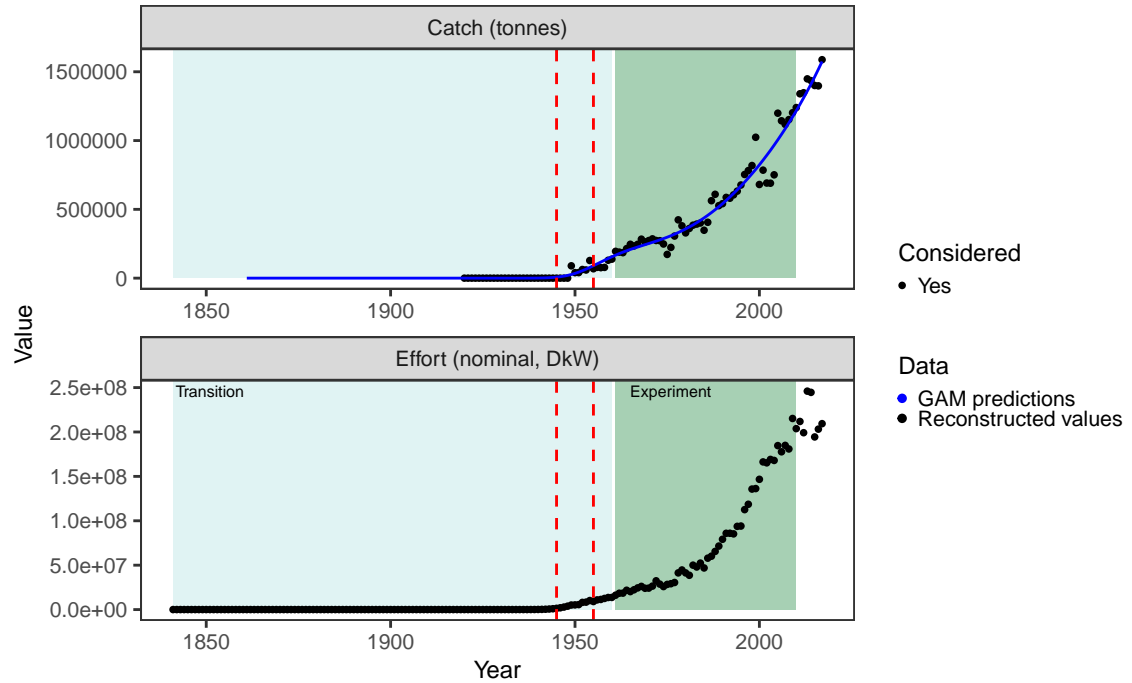 Catch (tonnes)
1500000
1000000
500000
0
1850
1900
1950
2000
Value
Effort (nominal, DkW)
Transition
Experiment
2.5e+08
2.0e+08
1.5e+08
1.0e+08
5.0e+07
0.0e+00
1850
1900
1950
2000
Year
Considered
Yes
Data
GAM predictions
Reconstructed values